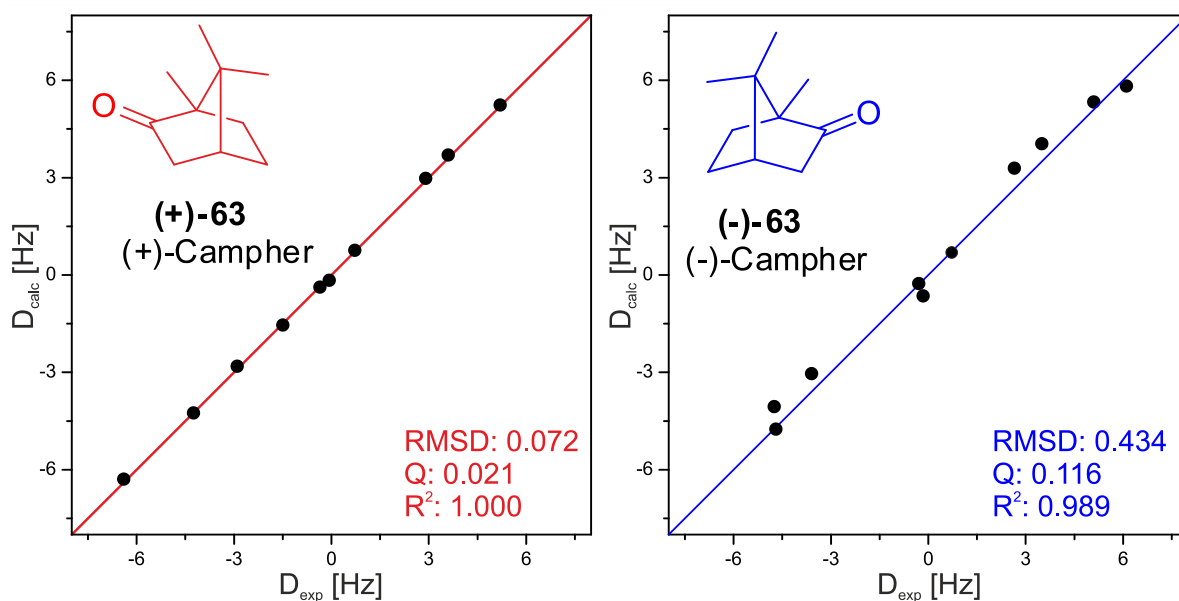 6
3
0
-3
-6
D_calc [Hz]
O
(+)-63
(+)-Campher
RMSD: 0.072
Q: 0.021
R²: 1.000
-6 -3 0 3 6
D_exp [Hz]
6
3
0
-3
-6
D_calc [Hz]
O
(-)-63
(-)-Campher
RMSD: 0.434
Q: 0.116
R²: 0.989
-6 -3 0 3 6
D_exp [Hz]